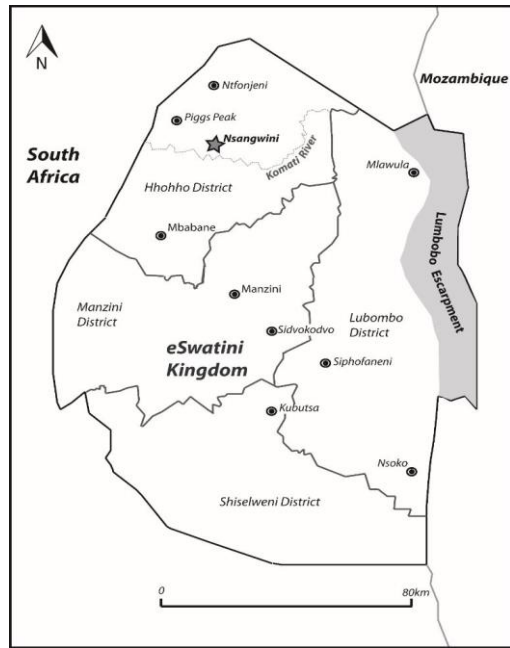 N
Ntfonjeni
Mozambique
Piggs Peak
Nsangwini
South
Africa
Komati River
Mlawula
Hhohho District
Mbabane
Lumbobo Escarpment
Manzini
Manzini
District
Lubombo
District
Sidvokodvo
eSwatini
Kingdom
Siphofaneni
Kubutsa
Nsoko
Shiselweni District
0
80km